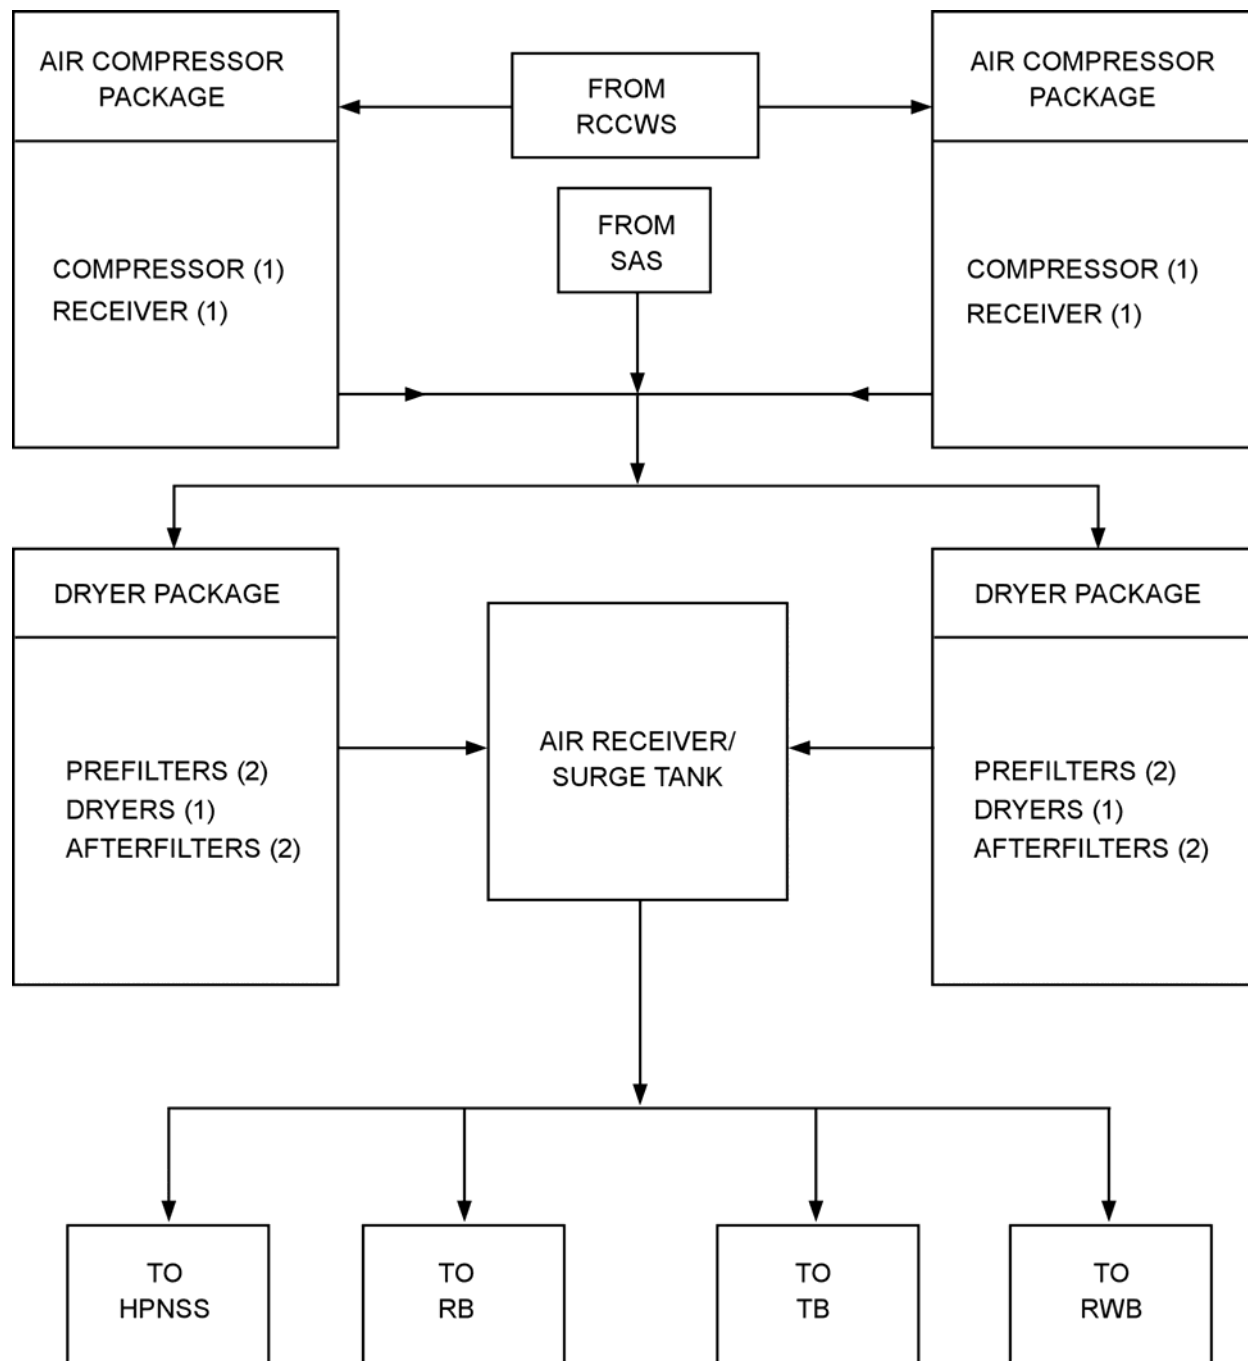 AIR COMPRESSOR
PACKAGE
COMPRESSOR (1)
RECEIVER (1)
FROM
RCCWS
FROM
SAS
AIR COMPRESSOR
PACKAGE
COMPRESSOR (1)
RECEIVER (1)
DRYER PACKAGE
PREFILTERS (2)
DRYERS (1)
AFTERFILTERS (2)
AIR RECEIVER/
SURGE TANK
DRYER PACKAGE
PREFILTERS (2)
DRYERS (1)
AFTERFILTERS (2)
TO
HPNSS
TO
RB
TO
TB
TO
RWB